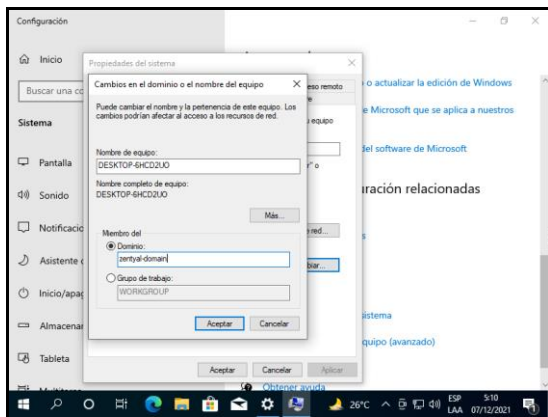 Configuración
Inicio
Buscar una co
Sistema
Pantalla
Sonido
Notificacio
Asistente
Inicio/apag
Almacenar
Tableta
Propiedades del sistema
eso remoto
u equipo
" o
e red...
biar...
Aceptar
Cancelar
Aplicar
Cambios en el dominio o el nombre del equipo
Puede cambiar el nombre y la pertenencia de este equipo. Los
cambios podrían afectar al acceso a los recursos de red.
Nombre de equipo:
DESKTOP-6HCD2UO
Nombre completo de equipo:
DESKTOP-6HCD2UO
Más...
Miembro del
Dominio:
zentyal-domain
Grupo de trabajo:
WORKGROUP
Aceptar
Cancelar
o actualizar la edición de Windows
e Microsoft que se aplica a nuestros
del software de Microsoft
uración relacionadas
sistema
quipo (avanzado)
Obtener ayuda
26°C
ESP
LAA
5:10
07/12/2021